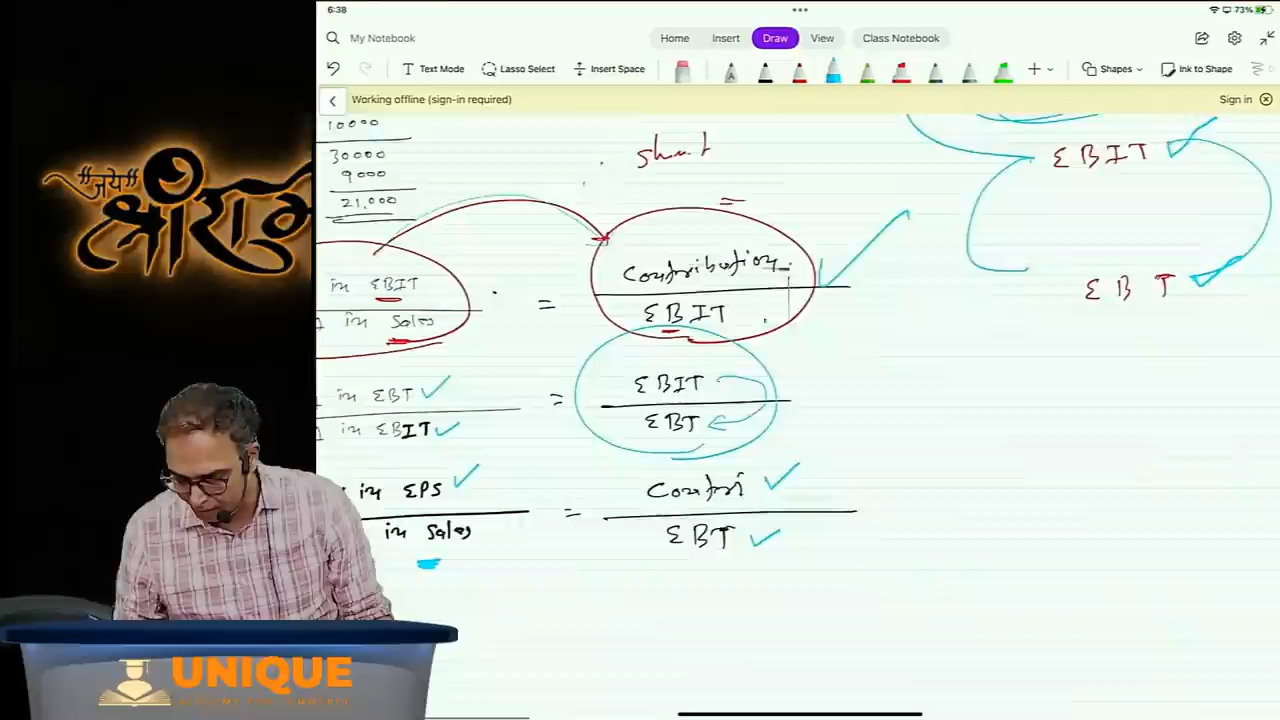 6:38
73%
My Notebook
Home Insert Draw View Class Notebook
Text Mode Lasso Select Insert Space Shapes Ink to Shape
Working offline (sign-in required) Sign in
10000
30000
9000
21,000
short
EBIT
EBT
in EBIT
in Sales
=
Contribution
EBIT
in EBT
in EBIT
=
EBIT
EBT
in EPS
in Sales
=
Contri
EBT
"जय"
श्रीराम
UNIQUE